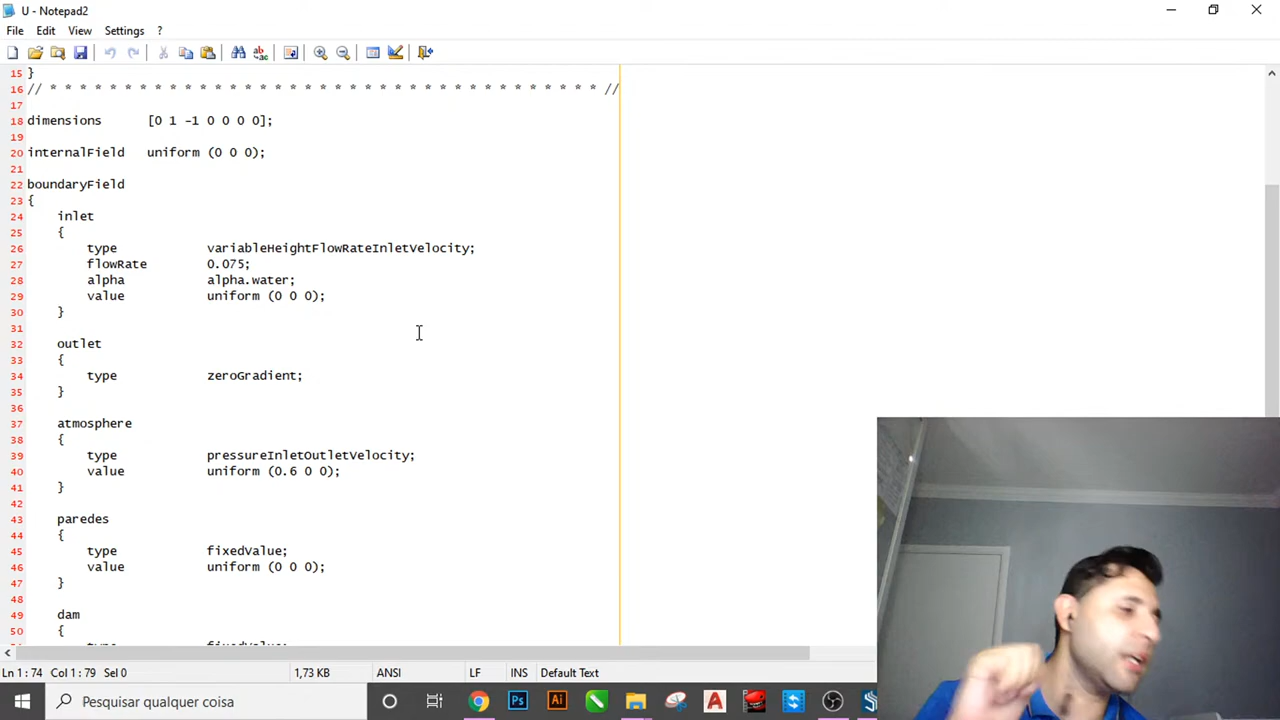 U - Notepad2
File Edit View Settings ?
15 }
16 // * * * * * * * * * * * * * * * * * * * * * * * * * * * * * * * * * * * * * //
17
18 dimensions [0 1 -1 0 0 0 0];
19
20 internalField uniform (0 0 0);
21
22 boundaryField
23 {
24 inlet
25 {
26 type variableHeightFlowRateInletVelocity;
27 flowRate 0.075;
28 alpha alpha.water;
29 value uniform (0 0 0);
30 }
31
32 outlet
33 {
34 type zeroGradient;
35 }
36
37 atmosphere
38 {
39 type pressureInletOutletVelocity;
40 value uniform (0.6 0 0);
41 }
42
43 paredes
44 {
45 type fixedValue;
46 value uniform (0 0 0);
47 }
48
49 dam
50 {
Ln 1 : 74 Col 1 : 79 Sel 0 1,73 KB ANSI LF INS Default Text
Pesquisar qualquer coisa Ps Ai A